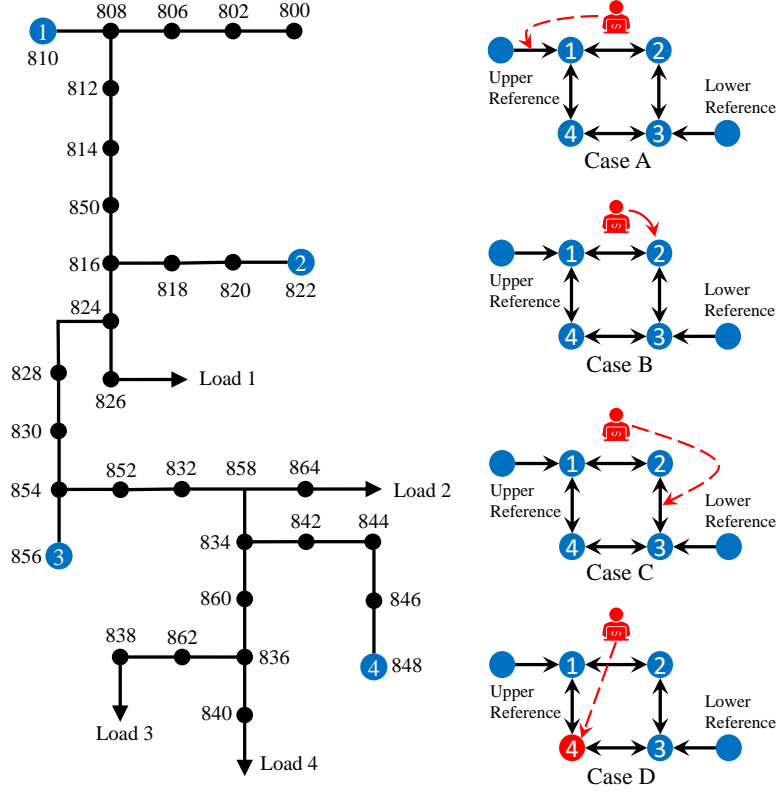 1
808
806
802
800
810
812
814
850
816
2
818
820
822
824
828
826
Load 1
830
854
852
832
858
864
Load 2
856
3
834
842
844
860
846
838
862
836
4
848
840
Load 3
Load 4
1
2
Upper
Reference
Lower
Reference
4
3
Case A
1
2
Upper
Reference
Lower
Reference
4
3
Case B
1
2
Upper
Reference
Lower
Reference
4
3
Case C
1
2
Upper
Reference
Lower
Reference
4
3
Case D